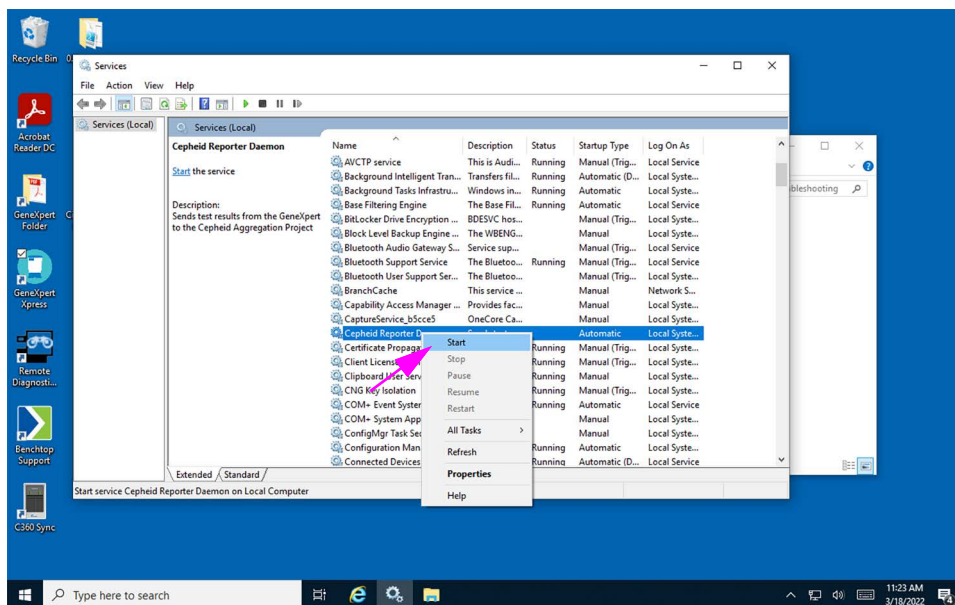 Recycle Bin
Acrobat
Reader DC
GeneXpert
Folder
GeneXpert
Xpress
Remote
Diagnosti...
Benchtop
Support
C360 Sync
Services
File Action View Help
Services (Local)
Services (Local)
Cepheid Reporter Daemon
Start the service
Description:
Sends test results from the GeneXpert
to the Cepheid Aggregation Project
Name Description Status Startup Type Log On As
AVCTP service This is Audi... Running Manual (Trig... Local Service
Background Intelligent Tran... Transfers fil... Running Automatic (D... Local Syste...
Background Tasks Infrastru... Windows in... Running Automatic Local Syste...
Base Filtering Engine The Base Fil... Running Automatic Local Service
BitLocker Drive Encryption ... BDESVC hos... Manual (Trig... Local Syste...
Block Level Backup Engine ... The WBENG... Manual Local Syste...
Bluetooth Audio Gateway S... Service sup... Manual (Trig... Local Service
Bluetooth Support Service The Bluetoo... Running Manual (Trig... Local Service
Bluetooth User Support Ser... The Bluetoo... Manual (Trig... Local Syste...
BranchCache This service ... Manual Network S...
Capability Access Manager ... Provides fac... Manual Local Syste...
CaptureService_b5cce5 OneCore Ca... Manual Local Syste...
Cepheid Reporter D Automatic Local Syste...
Certificate Propaga Running Manual (Trig... Local Syste...
Client Licens Running Manual (Trig... Local Syste...
Clipboard User Serv Running Manual Local Syste...
CNG Key Isolation Running Manual (Trig... Local Syste...
COM+ Event Syster Running Automatic Local Service
COM+ System App Manual Local Syste...
ConfigMgr Task Se Manual Local Syste...
Configuration Man Running Automatic Local Syste...
Connected Devices Running Automatic (D... Local Service
Start
Stop
Pause
Resume
Restart
All Tasks
Refresh
Properties
Help
Extended Standard
Start service Cepheid Reporter Daemon on Local Computer
bleshooting
Type here to search
11:23 AM
3/18/2022
4